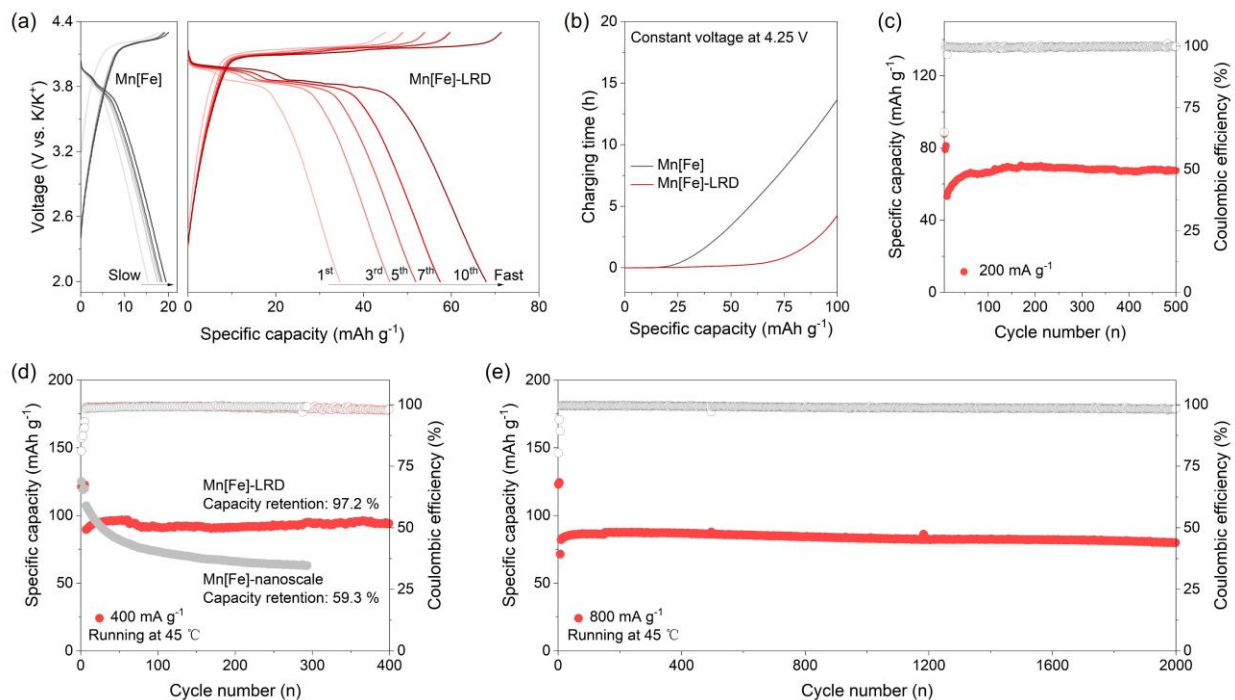 (a)
4.4
3.8
3.2
2.6
2.0
Voltage (V vs. K/K⁺)
Mn[Fe]
Mn[Fe]-LRD
Slow
1ˢᵗ
3ʳᵈ
5ᵗʰ
7ᵗʰ
10ᵗʰ
Fast
0 10 20 0 20 40 60 80
Specific capacity (mAh g⁻¹)
(b)
20
15
10
5
0
Charging time (h)
Constant voltage at 4.25 V
Mn[Fe]
Mn[Fe]-LRD
0 25 50 75 100
Specific capacity (mAh g⁻¹)
(c)
120
80
40
0
Specific capacity (mAh g⁻¹)
100
75
50
25
0
Coulombic efficiency (%)
200 mA g⁻¹
100 200 300 400 500
Cycle number (n)
(d)
200
150
100
50
0
Specific capacity (mAh g⁻¹)
100
75
50
25
0
Coulombic efficiency (%)
Mn[Fe]-LRD
Capacity retention: 97.2 %
Mn[Fe]-nanoscale
Capacity retention: 59.3 %
400 mA g⁻¹
Running at 45 ℃
0 100 200 300 400
Cycle number (n)
(e)
200
150
100
50
0
Specific capacity (mAh g⁻¹)
100
75
50
25
0
Coulombic efficiency (%)
800 mA g⁻¹
Running at 45 ℃
0 400 800 1200 1600 2000
Cycle number (n)